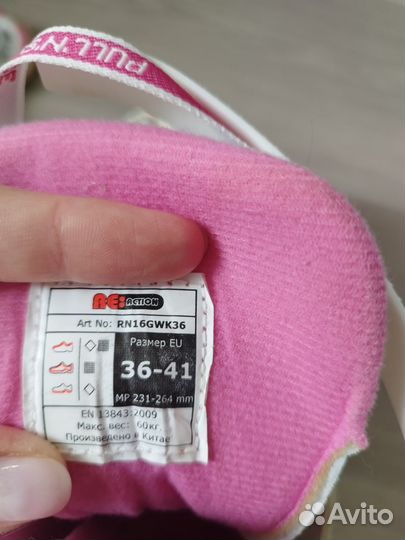 PULL N'
RE:ACTION
Art No: RN16GWK36
Размер EU
36-41
MP 231-264 mm
EN 13843:2009
Макс. вес: 60кг.
Произведено в Китае
Avito